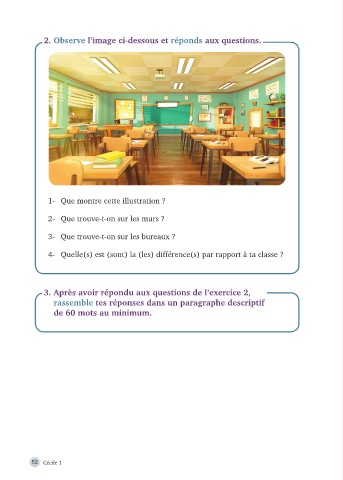 2. Observe l'image ci-dessous et réponds aux questions.
1- Que montre cette illustration ?
2- Que trouve-t-on sur les murs ?
3- Que trouve-t-on sur les bureaux ?
4- Quelle(s) est (sont) la (les) différence(s) par rapport à ta classe ?
3. Après avoir répondu aux questions de l'exercice 2,
rassemble tes réponses dans un paragraphe descriptif
de 60 mots au minimum.
52 Cécile 1